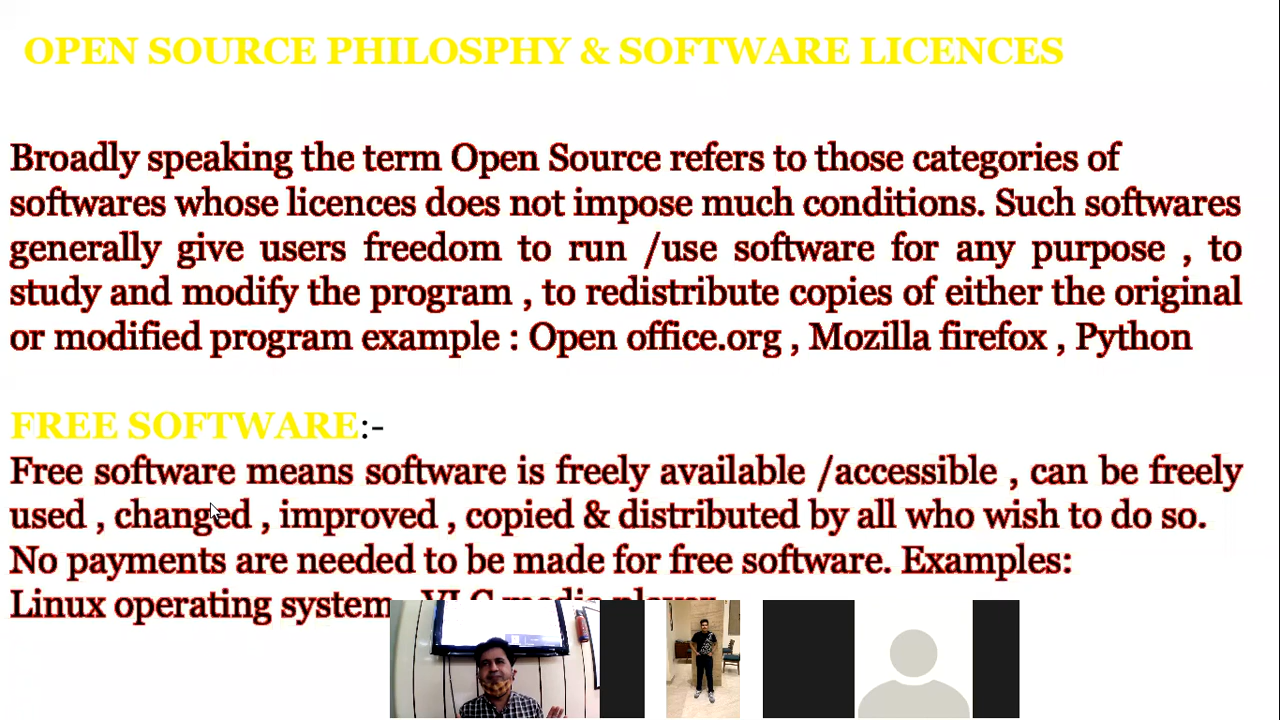 OPEN SOURCE PHILOSPHY & SOFTWARE LICENCES
Broadly speaking the term Open Source refers to those categories of
softwares whose licences does not impose much conditions. Such softwares
generally give users freedom to run /use software for any purpose , to
study and modify the program , to redistribute copies of either the original
or modified program example : Open office.org , Mozilla firefox , Python
FREE SOFTWARE:-
Free software means software is freely available /accessible , can be freely
used , changed , improved , copied & distributed by all who wish to do so.
No payments are needed to be made for free software. Examples:
Linux operating system , VLC media player